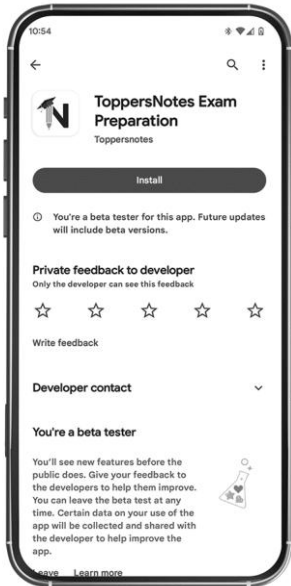 10:54
ToppersNotes Exam
Preparation
Toppersnotes
Install
You're a beta tester for this app. Future updates
will include beta versions.
Private feedback to developer
Only the developer can see this feedback
Write feedback
Developer contact
You're a beta tester
You'll see new features before the
public does. Give your feedback to
the developers to help them improve.
You can leave the beta test at any
time. Certain data on your use of the
app will be collected and shared with
the developer to help improve the
app.
Leave Learn more